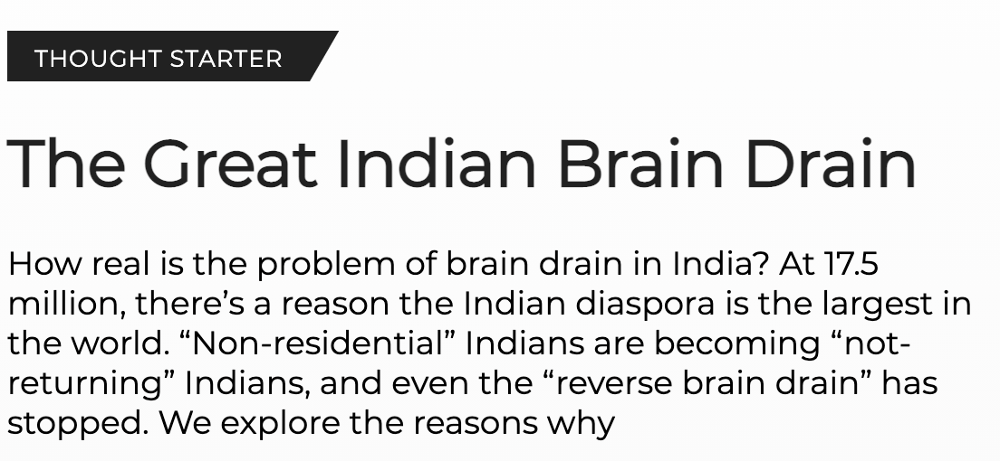 THOUGHT STARTER
The Great Indian Brain Drain
How real is the problem of brain drain in India? At 17.5
million, there’s a reason the Indian diaspora is the largest in
the world. “Non-residential” Indians are becoming “not-
returning” Indians, and even the “reverse brain drain” has
stopped. We explore the reasons why